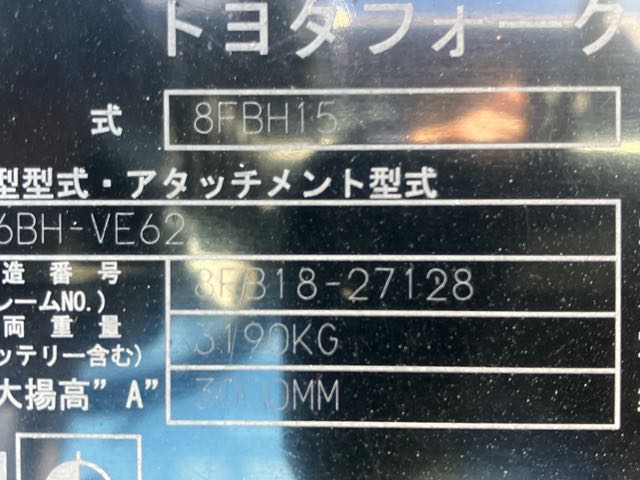 トヨタフォーク
式 8FBH15
型型式・アタッチメント型式
6BH-VE62
造番号 8FB18-27128
レームNO.)
両重量 3190KG
ッテリー含む)
大揚高”A” 3000MM